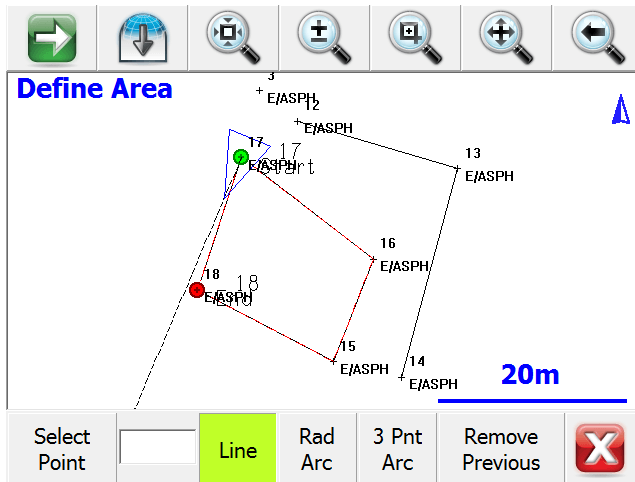 Define Area
3
E/ASPH
12
E/ASPH
13
E/ASPH
17
E/ASPH
17
Start
16
E/ASPH
18
E/ASPH
18
End
15
E/ASPH
14
E/ASPH
20m
Select
Point
Line
Rad
Arc
3 Pnt
Arc
Remove
Previous